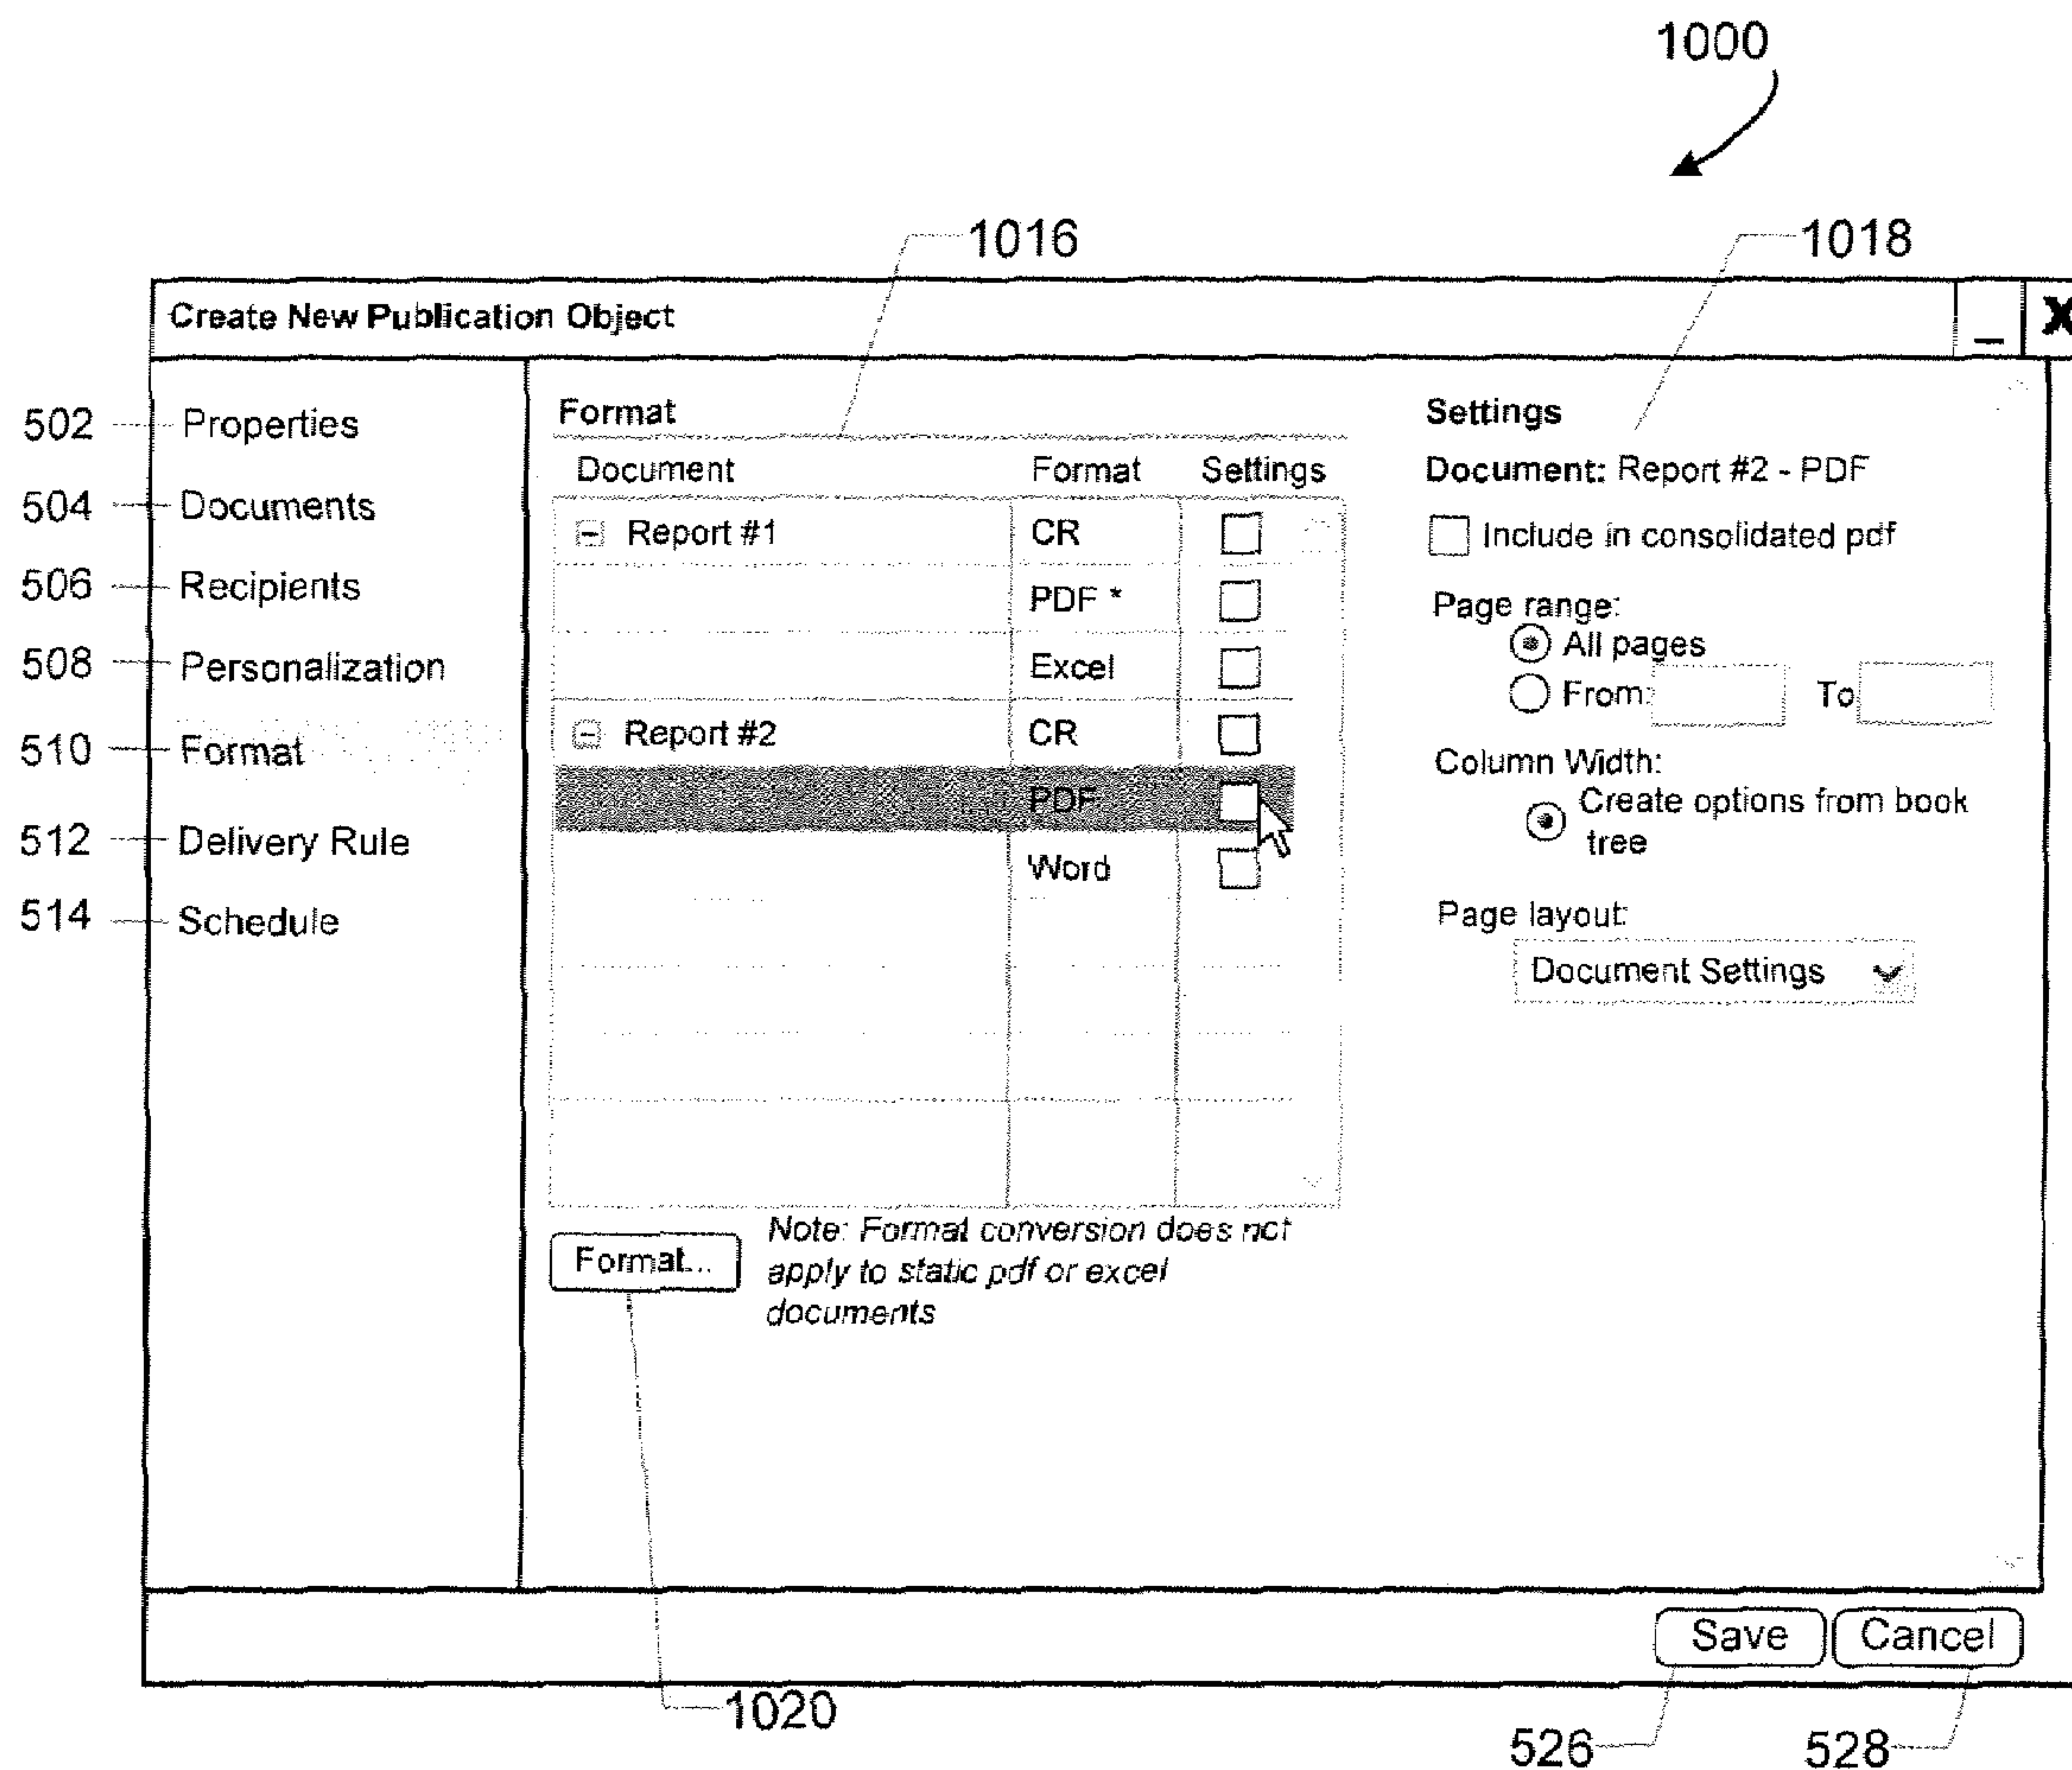 1000
1016
1018
Create New Publication Object
_ X
502 Properties
504 Documents
506 Recipients
508 Personalization
510 Format
512 Delivery Rule
514 Schedule
Format
Document Format Settings
Report #1 CR
PDF *
Excel
Report #2 CR
PDF
Word
Format...
Note: Format conversion does not
apply to static pdf or excel
documents
Settings
Document: Report #2 - PDF
Include in consolidated pdf
Page range:
All pages
From: To
Column Width:
Create options from book
tree
Page layout:
Document Settings
Save Cancel
1020
526
528